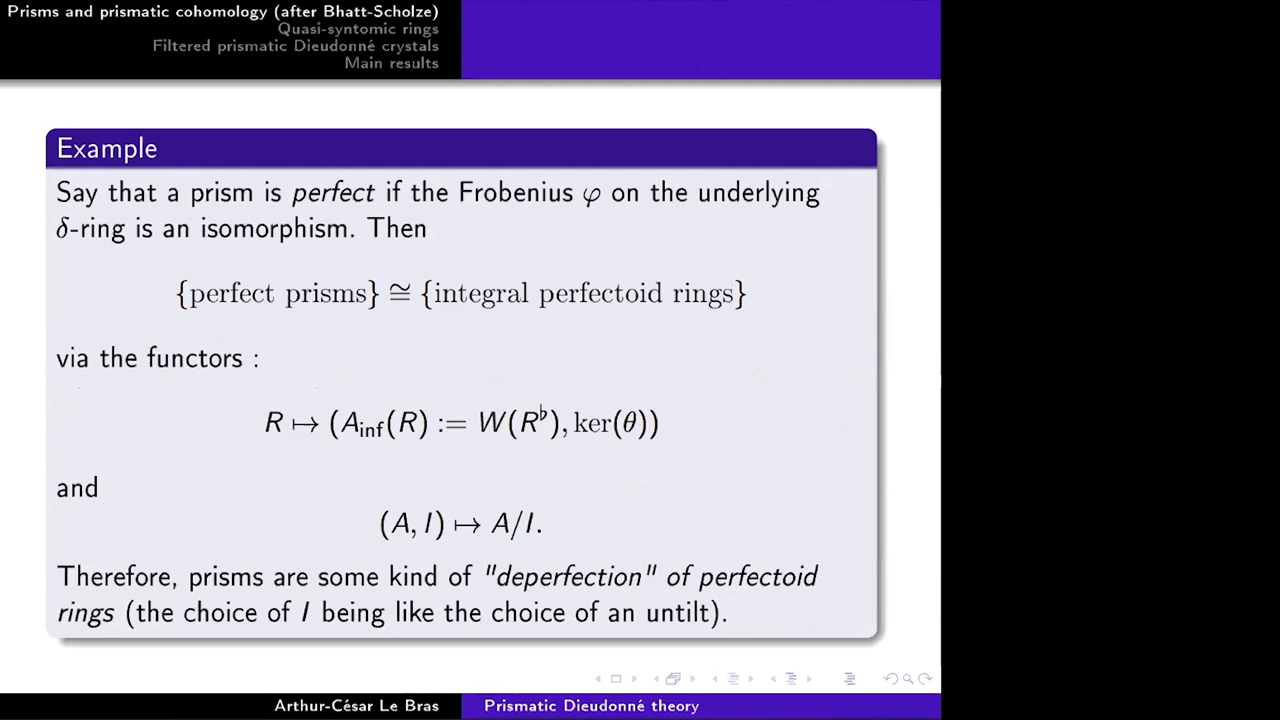 Prisms and prismatic cohomology (after Bhatt-Scholze)
Quasi-syntomic rings
Filtered prismatic Dieudonné crystals
Main results
Example
Say that a prism is perfect if the Frobenius φ on the underlying
δ-ring is an isomorphism. Then
{perfect prisms} ≅ {integral perfectoid rings}
via the functors :
R ↦ (A_inf(R) := W(R^♭), ker(θ))
and
(A, I) ↦ A/I.
Therefore, prisms are some kind of "deperfection" of perfectoid
rings (the choice of I being like the choice of an untilt).
Arthur-César Le Bras
Prismatic Dieudonné theory